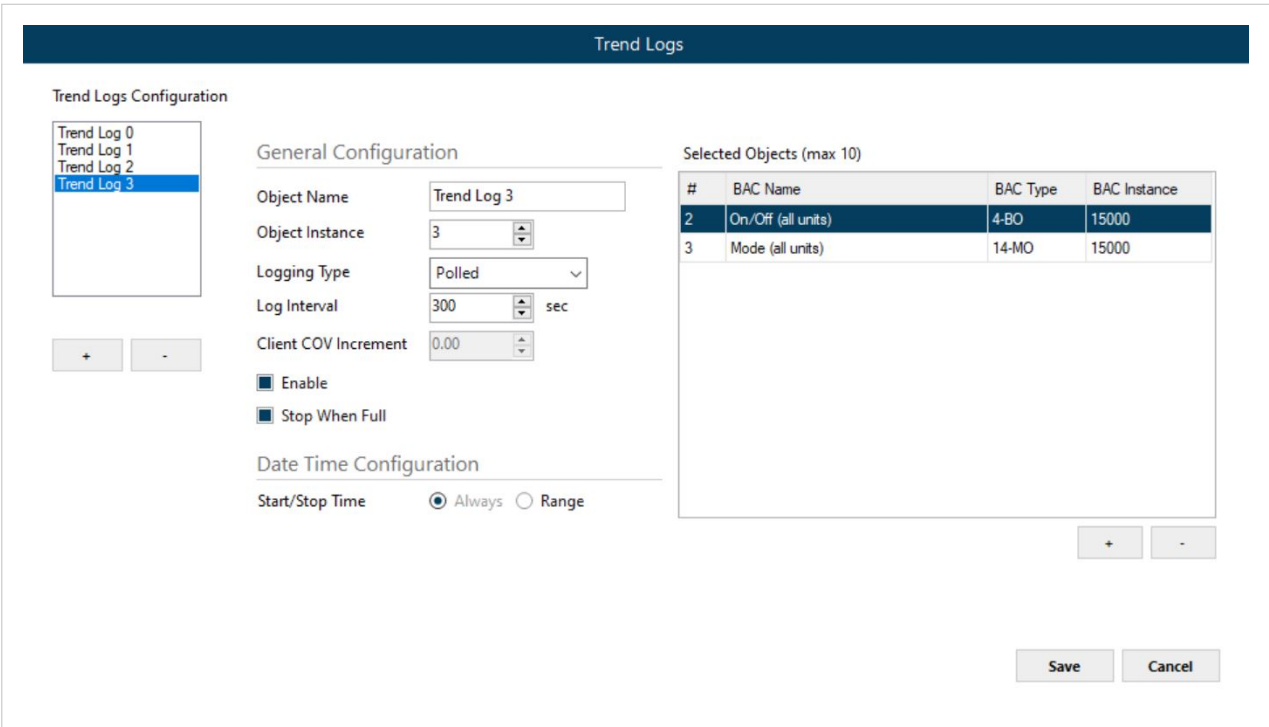 Trend Logs
Trend Logs Configuration
Trend Log 0
Trend Log 1
Trend Log 2
Trend Log 3
+ -
General Configuration
Object Name Trend Log 3
Object Instance 3
Logging Type Polled
Log Interval 300 sec
Client COV Increment 0.00
Enable
Stop When Full
Date Time Configuration
Start/Stop Time Always Range
Selected Objects (max 10)
# BAC Name BAC Type BAC Instance
2 On/Off (all units) 4-BO 15000
3 Mode (all units) 14-MO 15000
+ -
Save Cancel